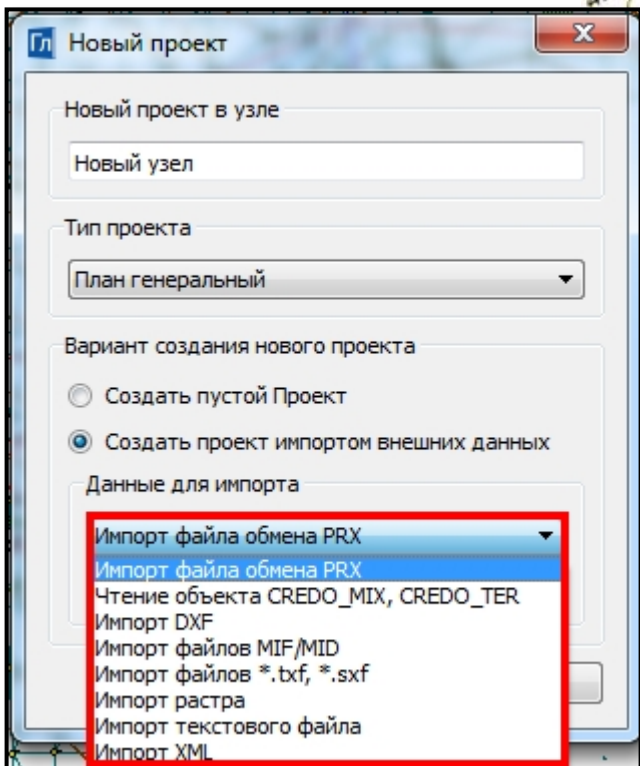 Гл Новый проект
Новый проект в узле
Новый узел
Тип проекта
План генеральный
Вариант создания нового проекта
Создать пустой Проект
Создать проект импортом внешних данных
Данные для импорта
Импорт файла обмена PRX
Импорт файла обмена PRX
Чтение объекта CREDO_MIX, CREDO_TER
Импорт DXF
Импорт файлов MIF/MID
Импорт файлов *.txf, *.sxf
Импорт растра
Импорт текстового файла
Импорт XML